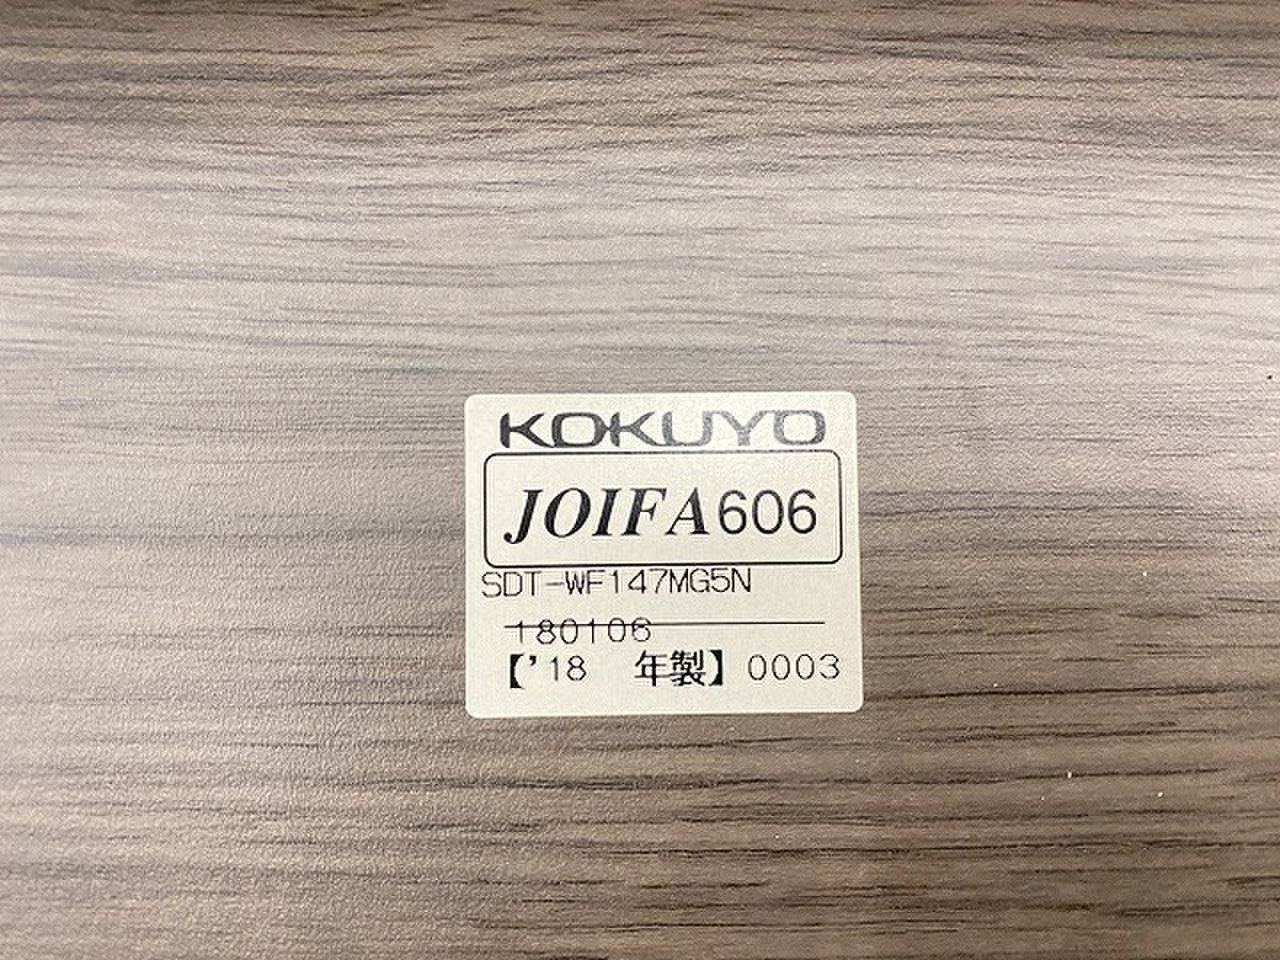 KOKUYO
JOIFA606
SDT-WF147MG5N
180106
【'18 年製】0003